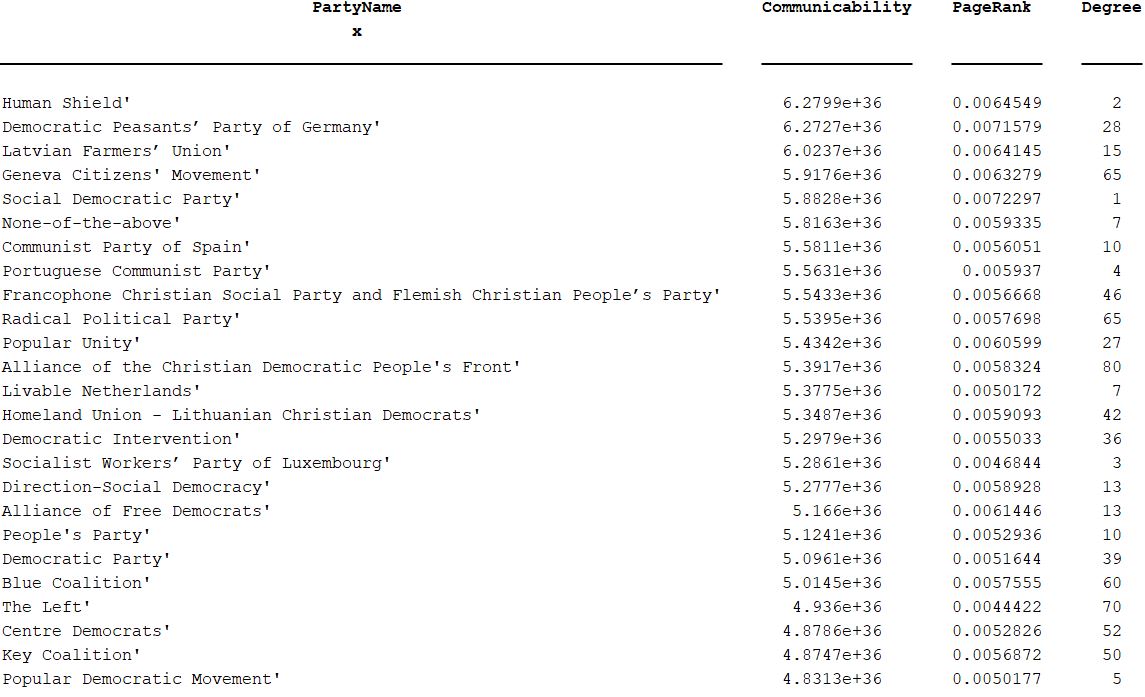 PartyName Communicability PageRank Degree
x
Human Shield' 6.2799e+36 0.0064549 2
Democratic Peasants’ Party of Germany' 6.2727e+36 0.0071579 28
Latvian Farmers’ Union' 6.0237e+36 0.0064145 15
Geneva Citizens' Movement' 5.9176e+36 0.0063279 65
Social Democratic Party' 5.8828e+36 0.0072297 1
None-of-the-above' 5.8163e+36 0.0059335 7
Communist Party of Spain' 5.5811e+36 0.0056051 10
Portuguese Communist Party' 5.5631e+36 0.005937 4
Francophone Christian Social Party and Flemish Christian People’s Party' 5.5433e+36 0.0056668 46
Radical Political Party' 5.5395e+36 0.0057698 65
Popular Unity' 5.4342e+36 0.0060599 27
Alliance of the Christian Democratic People's Front' 5.3917e+36 0.0058324 80
Livable Netherlands' 5.3775e+36 0.0050172 7
Homeland Union – Lithuanian Christian Democrats' 5.3487e+36 0.0059093 42
Democratic Intervention' 5.2979e+36 0.0055033 36
Socialist Workers’ Party of Luxembourg' 5.2861e+36 0.0046844 3
Direction-Social Democracy' 5.2777e+36 0.0058928 13
Alliance of Free Democrats' 5.166e+36 0.0061446 13
People's Party' 5.1241e+36 0.0052936 10
Democratic Party' 5.0961e+36 0.0051644 39
Blue Coalition' 5.0145e+36 0.0057555 60
The Left' 4.936e+36 0.0044422 70
Centre Democrats' 4.8786e+36 0.0052826 52
Key Coalition' 4.8747e+36 0.0056872 50
Popular Democratic Movement' 4.8313e+36 0.0050177 5